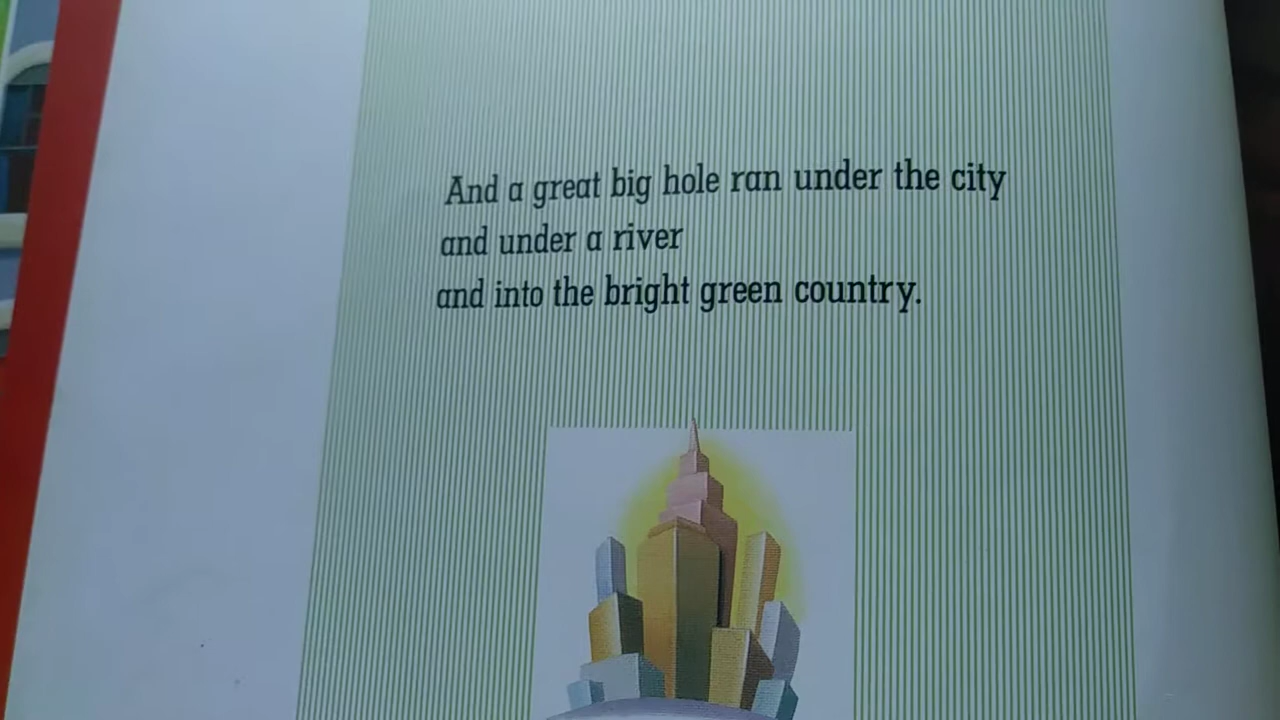 And a great big hole ran under the city
and under a river
and into the bright green country.